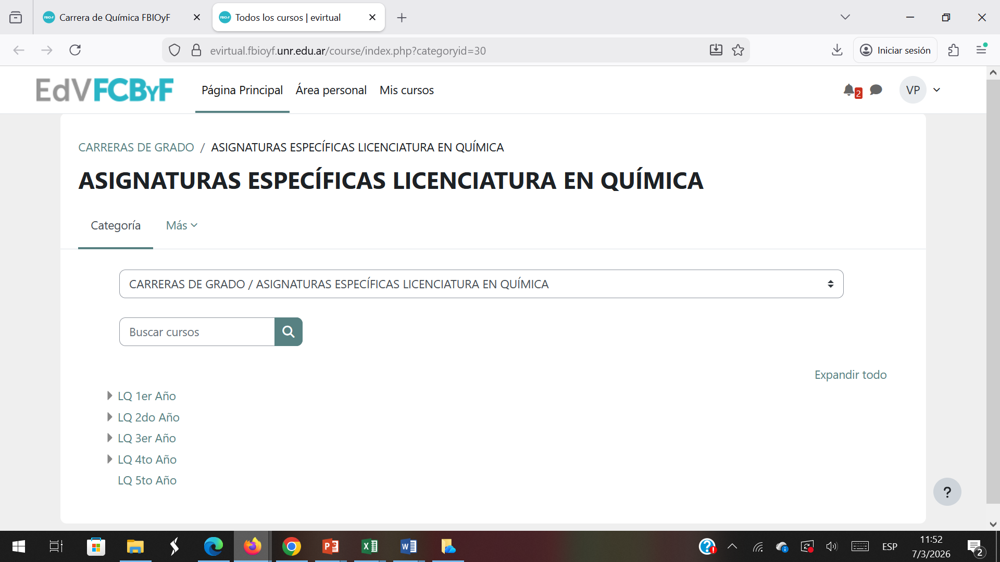 Carrera de Química FBIOyF
Todos los cursos | evirtual
evirtual.fbioyf.unr.edu.ar/course/index.php?categoryid=30
Iniciar sesión
EdVFCByF
Página Principal
Área personal
Mis cursos
2
VP
CARRERAS DE GRADO / ASIGNATURAS ESPECÍFICAS LICENCIATURA EN QUÍMICA
ASIGNATURAS ESPECÍFICAS LICENCIATURA EN QUÍMICA
Categoría
Más
CARRERAS DE GRADO / ASIGNATURAS ESPECÍFICAS LICENCIATURA EN QUÍMICA
Buscar cursos
Expandir todo
LQ 1er Año
LQ 2do Año
LQ 3er Año
LQ 4to Año
LQ 5to Año
?
ESP
11:52
7/3/2026
2